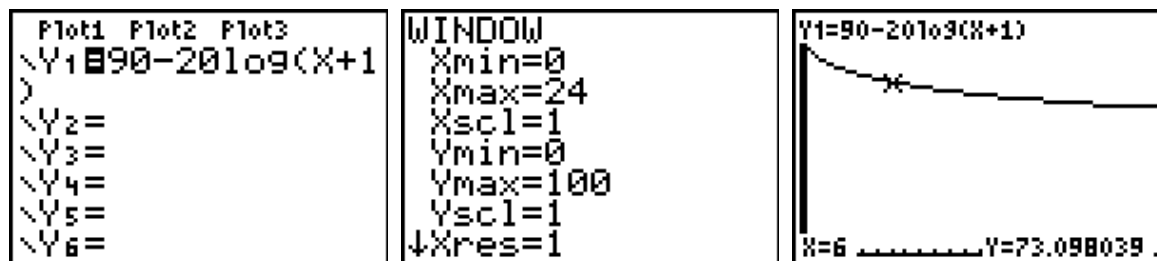 Plot1 Plot2 Plot3
\Y1=90-20log(X+1
)
\Y2=
\Y3=
\Y4=
\Y5=
\Y6=
WINDOW
Xmin=0
Xmax=24
Xscl=1
Ymin=0
Ymax=100
Yscl=1
↓Xres=1
Y1=90-20log(X+1)
X=6
Y=73.098039